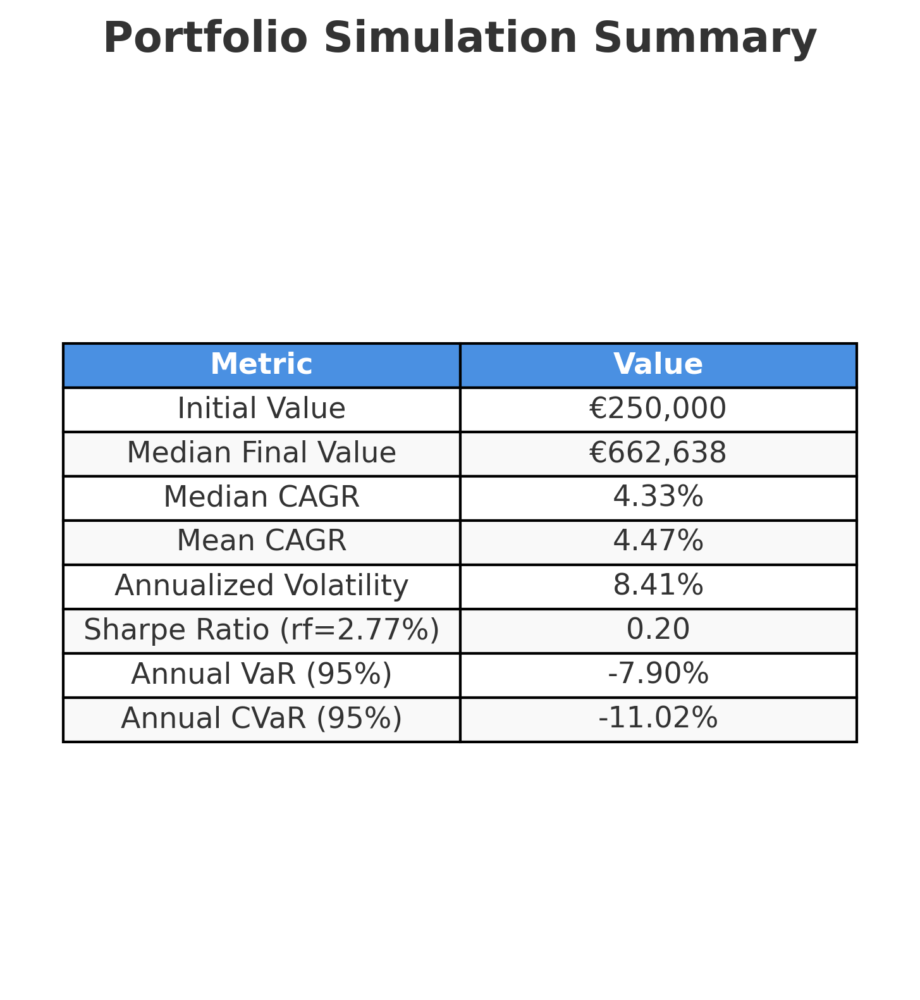 Portfolio Simulation Summary
Metric Value
Initial Value €250,000
Median Final Value €662,638
Median CAGR 4.33%
Mean CAGR 4.47%
Annualized Volatility 8.41%
Sharpe Ratio (rf=2.77%) 0.20
Annual VaR (95%) -7.90%
Annual CVaR (95%) -11.02%